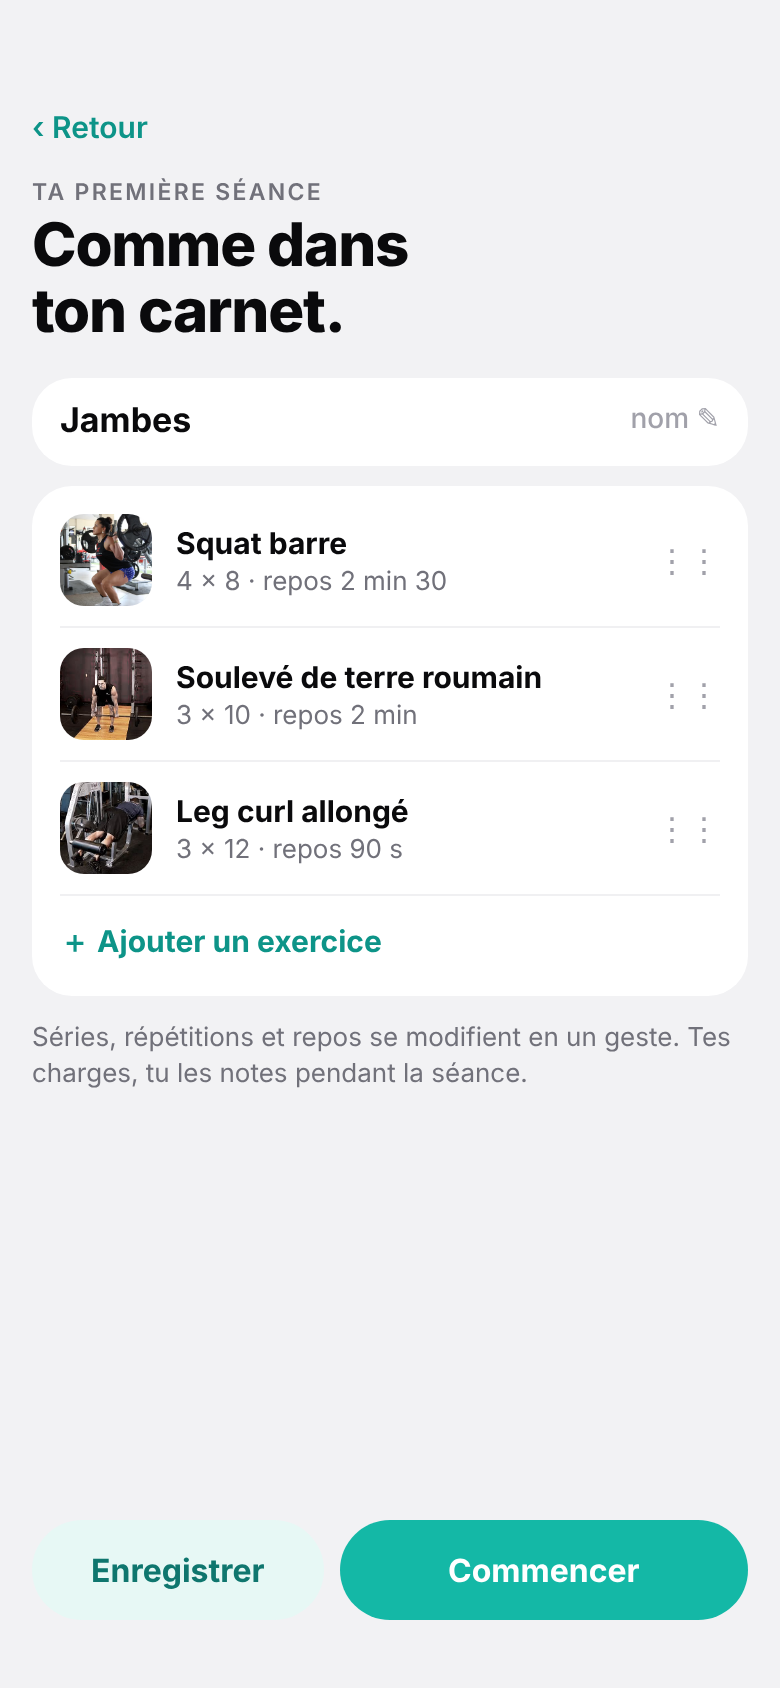 ‹ Retour
TA PREMIÈRE SÉANCE
Comme dans
ton carnet.
Jambes
nom ✎
Squat barre
4 × 8 · repos 2 min 30
Soulevé de terre roumain
3 × 10 · repos 2 min
Leg curl allongé
3 × 12 · repos 90 s
+ Ajouter un exercice
Séries, répétitions et repos se modifient en un geste. Tes
charges, tu les notes pendant la séance.
Enregistrer
Commencer